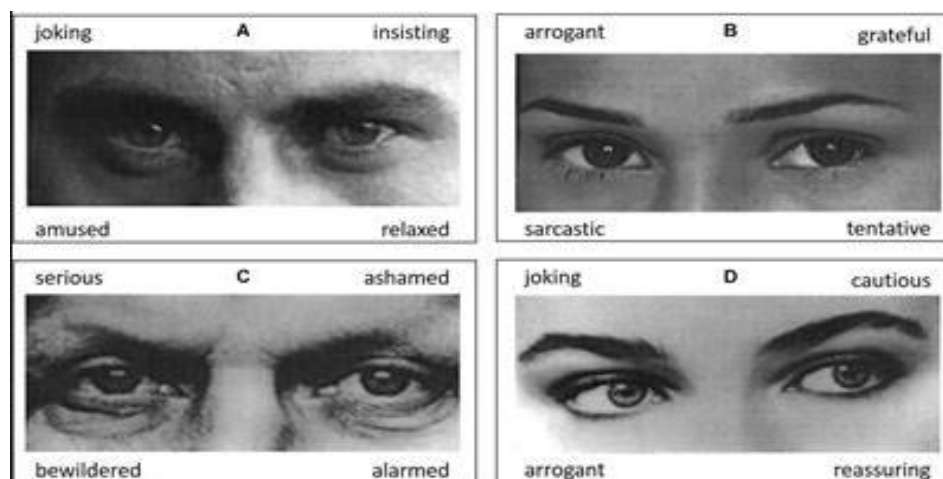 joking A insisting
amused relaxed
arrogant B grateful
sarcastic tentative
serious C ashamed
bewildered alarmed
joking D cautious
arrogant reassuring